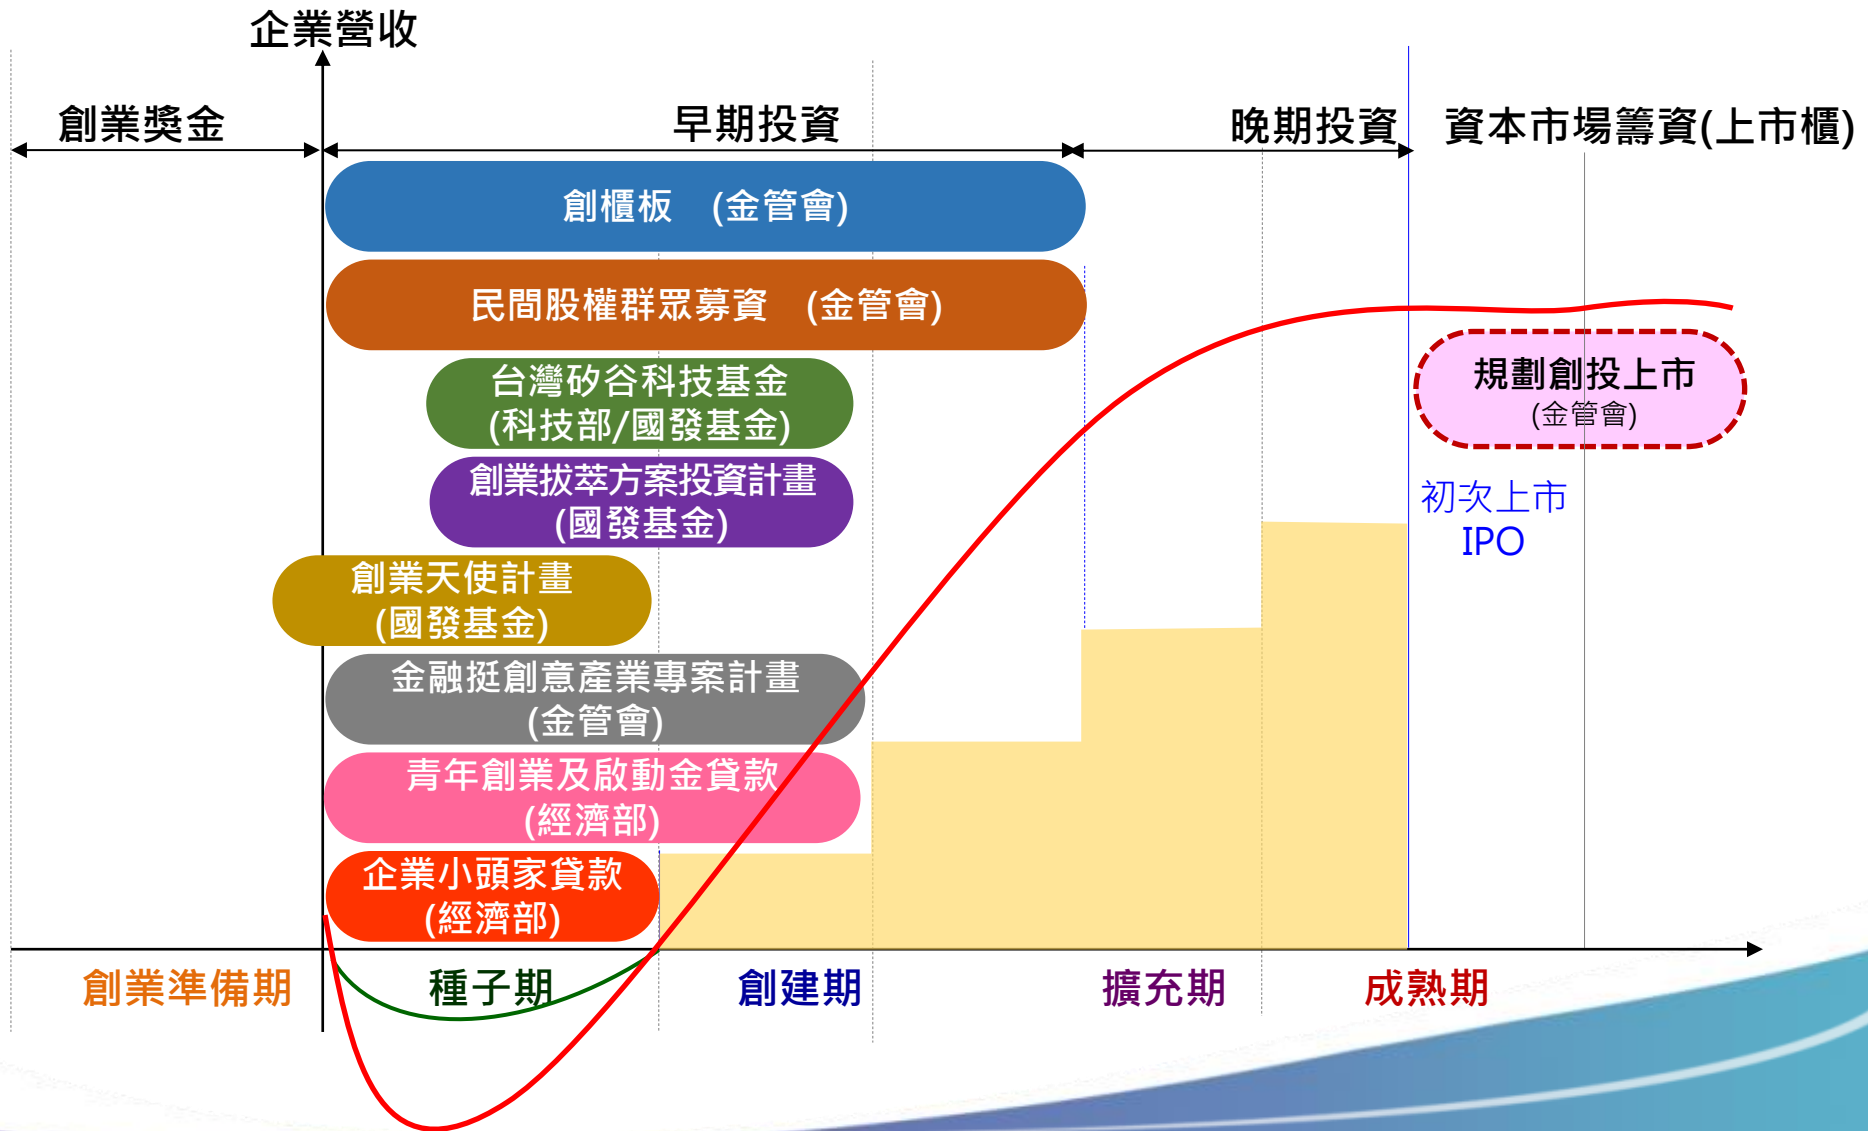 企業營收
創業獎金
早期投資
晚期投資
資本市場籌資(上市櫃)
創櫃板 (金管會)
民間股權群眾募資 (金管會)
台灣矽谷科技基金
(科技部/國發基金)
創業拔萃方案投資計畫
(國發基金)
創業天使計畫
(國發基金)
金融挺創意產業專案計畫
(金管會)
青年創業及啟動金貸款
(經濟部)
企業小頭家貸款
(經濟部)
規劃創投上市
(金管會)
初次上市
IPO
創業準備期
種子期
創建期
擴充期
成熟期